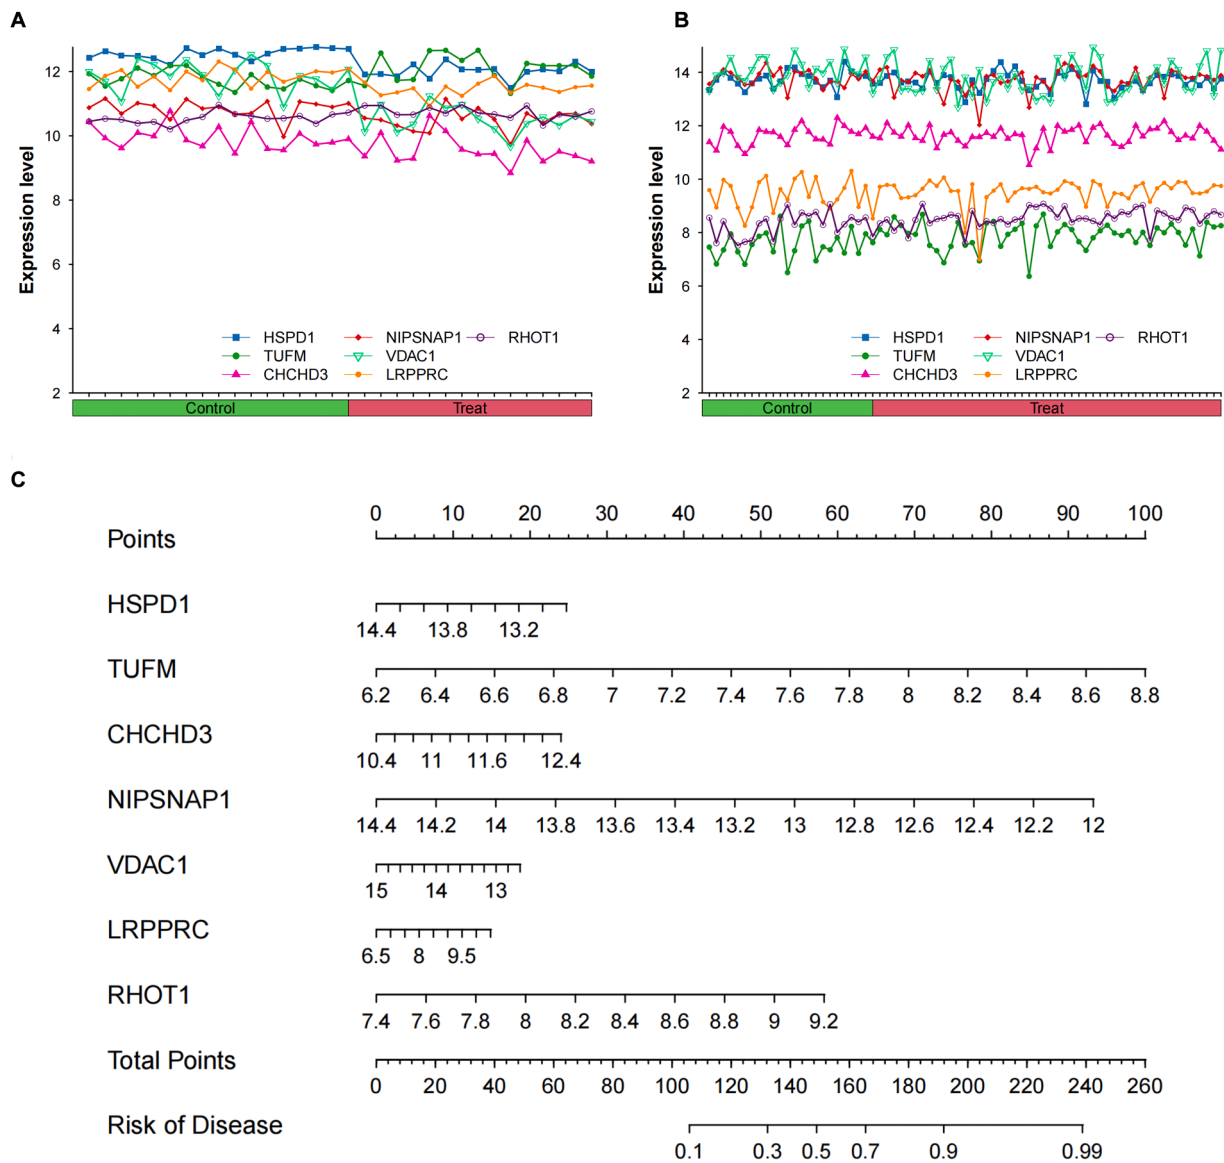 A
B
Expression level
12
10
8
6
4
2
HSPD1 NIPSNAP1 RHOT1
TUFM VDAC1
CHCHD3 LRPPRC
Control Treat
Expression level
14
12
10
8
6
4
2
HSPD1 NIPSNAP1 RHOT1
TUFM VDAC1
CHCHD3 LRPPRC
Control Treat
C
0 10 20 30 40 50 60 70 80 90 100
Points
HSPD1
14.4 13.8 13.2
TUFM
6.2 6.4 6.6 6.8 7 7.2 7.4 7.6 7.8 8 8.2 8.4 8.6 8.8
CHCHD3
10.4 11 11.6 12.4
NIPSNAP1
14.4 14.2 14 13.8 13.6 13.4 13.2 13 12.8 12.6 12.4 12.2 12
VDAC1
15 14 13
LRPPRC
6.5 8 9.5
RHOT1
7.4 7.6 7.8 8 8.2 8.4 8.6 8.8 9 9.2
Total Points
0 20 40 60 80 100 120 140 160 180 200 220 240 260
Risk of Disease
0.1 0.3 0.5 0.7 0.9 0.99